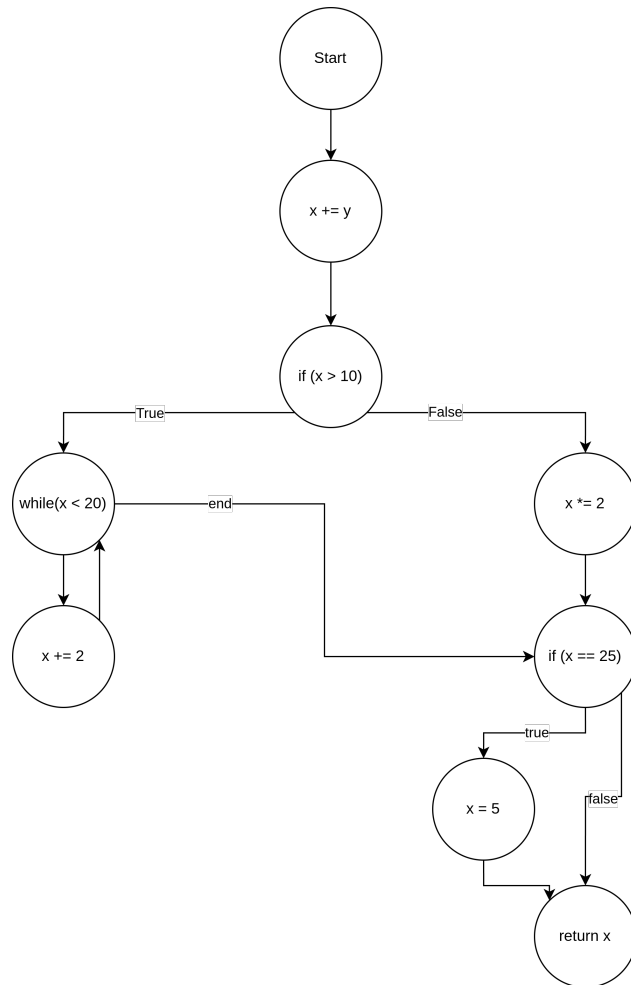 Start
x += y
if (x > 10)
True
False
while(x < 20)
end
x *= 2
x += 2
if (x == 25)
true
x = 5
false
return x